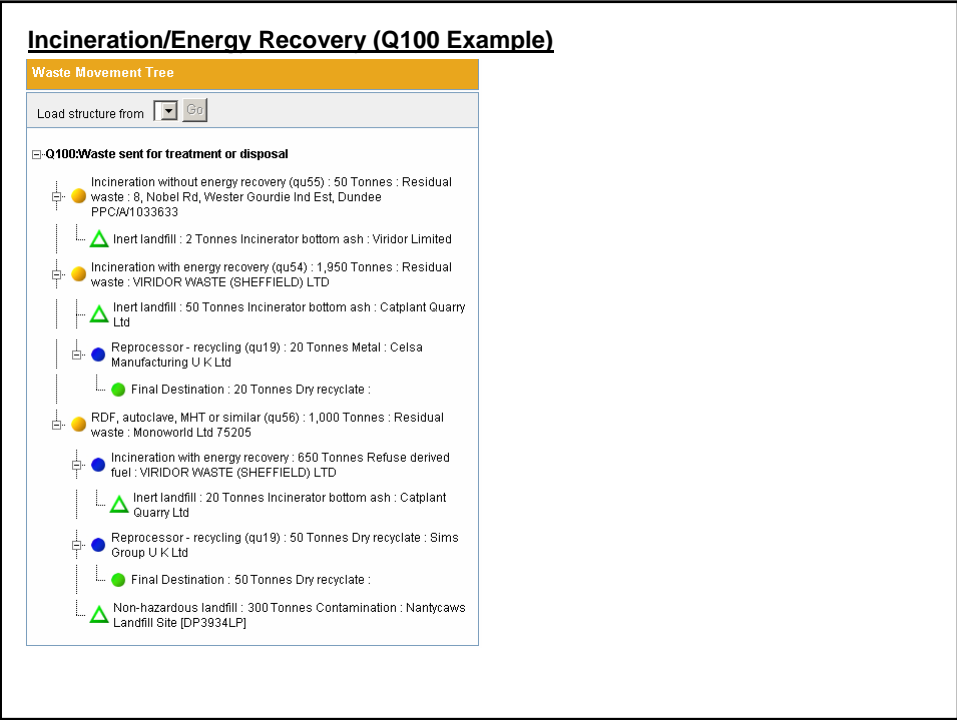 Incineration/Energy Recovery (Q100 Example)
Waste Movement Tree
Load structure from Go
Q100:Waste sent for treatment or disposal
Incineration without energy recovery (qu55) : 50 Tonnes : Residual
waste : 8, Nobel Rd, Wester Gourdie Ind Est, Dundee
PPC/A/1033633
Inert landfill : 2 Tonnes Incinerator bottom ash : Viridor Limited
Incineration with energy recovery (qu54) : 1,950 Tonnes : Residual
waste : VIRIDOR WASTE (SHEFFIELD) LTD
Inert landfill : 50 Tonnes Incinerator bottom ash : Catplant Quarry
Ltd
Reprocessor - recycling (qu19) : 20 Tonnes Metal : Celsa
Manufacturing U K Ltd
Final Destination : 20 Tonnes Dry recyclate :
RDF, autoclave, MHT or similar (qu56) : 1,000 Tonnes : Residual
waste : Monoworld Ltd 75205
Incineration with energy recovery : 650 Tonnes Refuse derived
fuel : VIRIDOR WASTE (SHEFFIELD) LTD
Inert landfill : 20 Tonnes Incinerator bottom ash : Catplant
Quarry Ltd
Reprocessor - recycling (qu19) : 50 Tonnes Dry recyclate : Sims
Group U K Ltd
Final Destination : 50 Tonnes Dry recyclate :
Non-hazardous landfill : 300 Tonnes Contamination : Nantycaws
Landfill Site [DP3934LP]